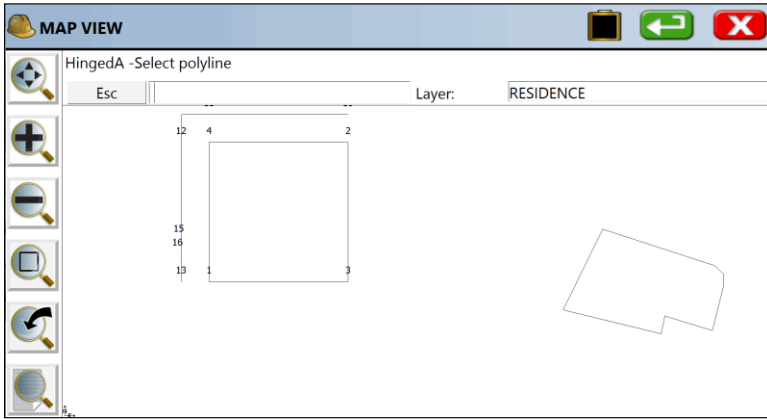 MAP VIEW
HingedA -Select polyline
Esc Layer: RESIDENCE
12 4 2
15
16
13 1 3